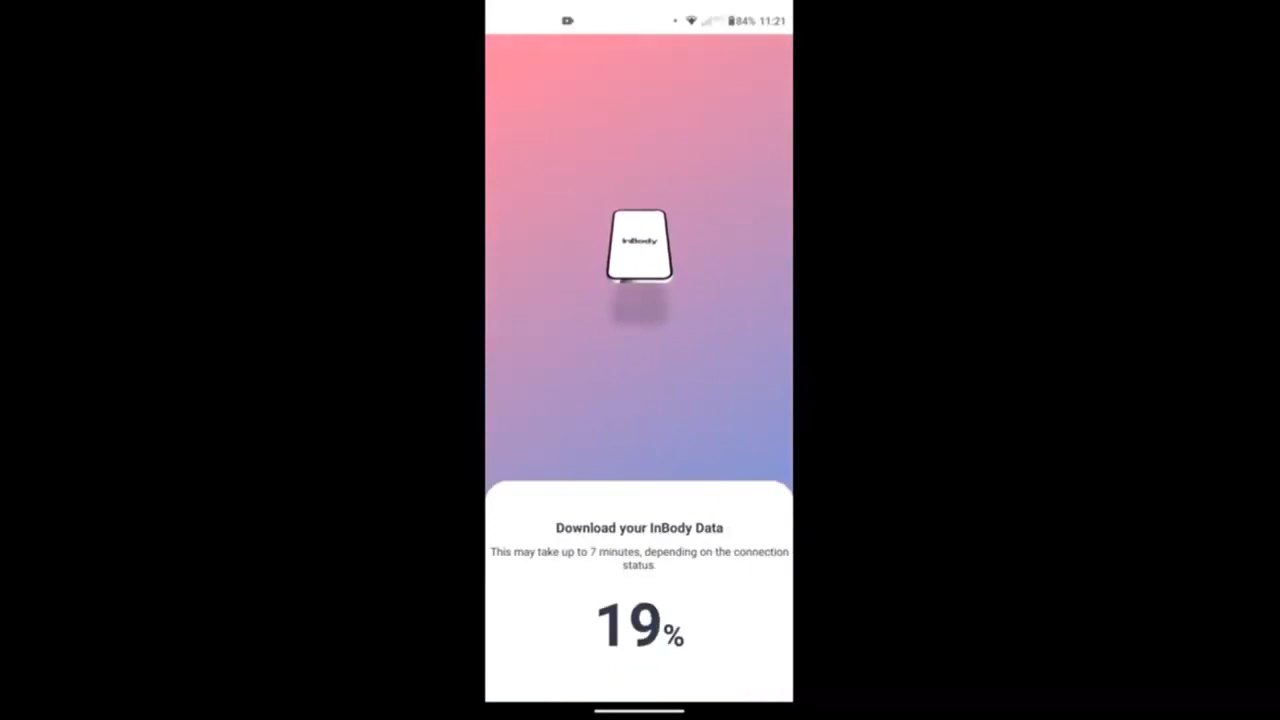 84% 11:21
InBody
Download your InBody Data
This may take up to 7 minutes, depending on the connection
status.
19%